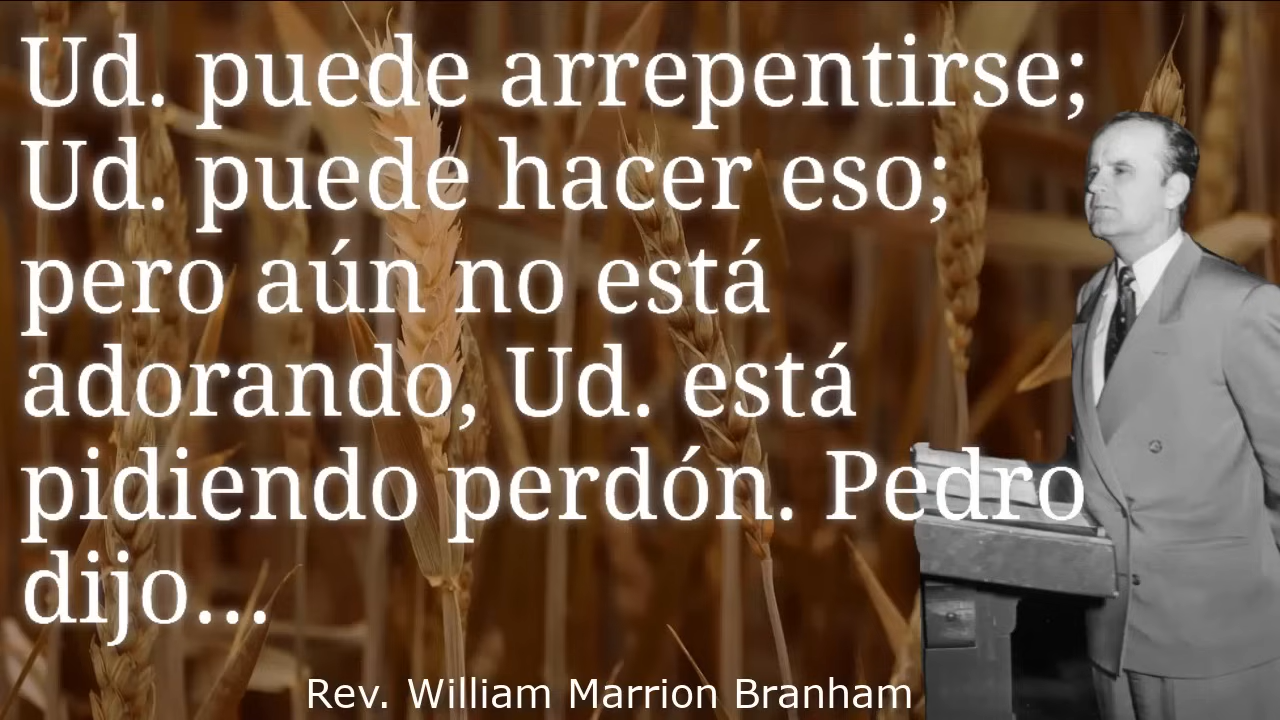 Ud. puede arrepentirse;
Ud. puede hacer eso;
pero aún no está
adorando, Ud. está
pidiendo perdón. Pedro
dijo...
Rev. William Marrion Branham